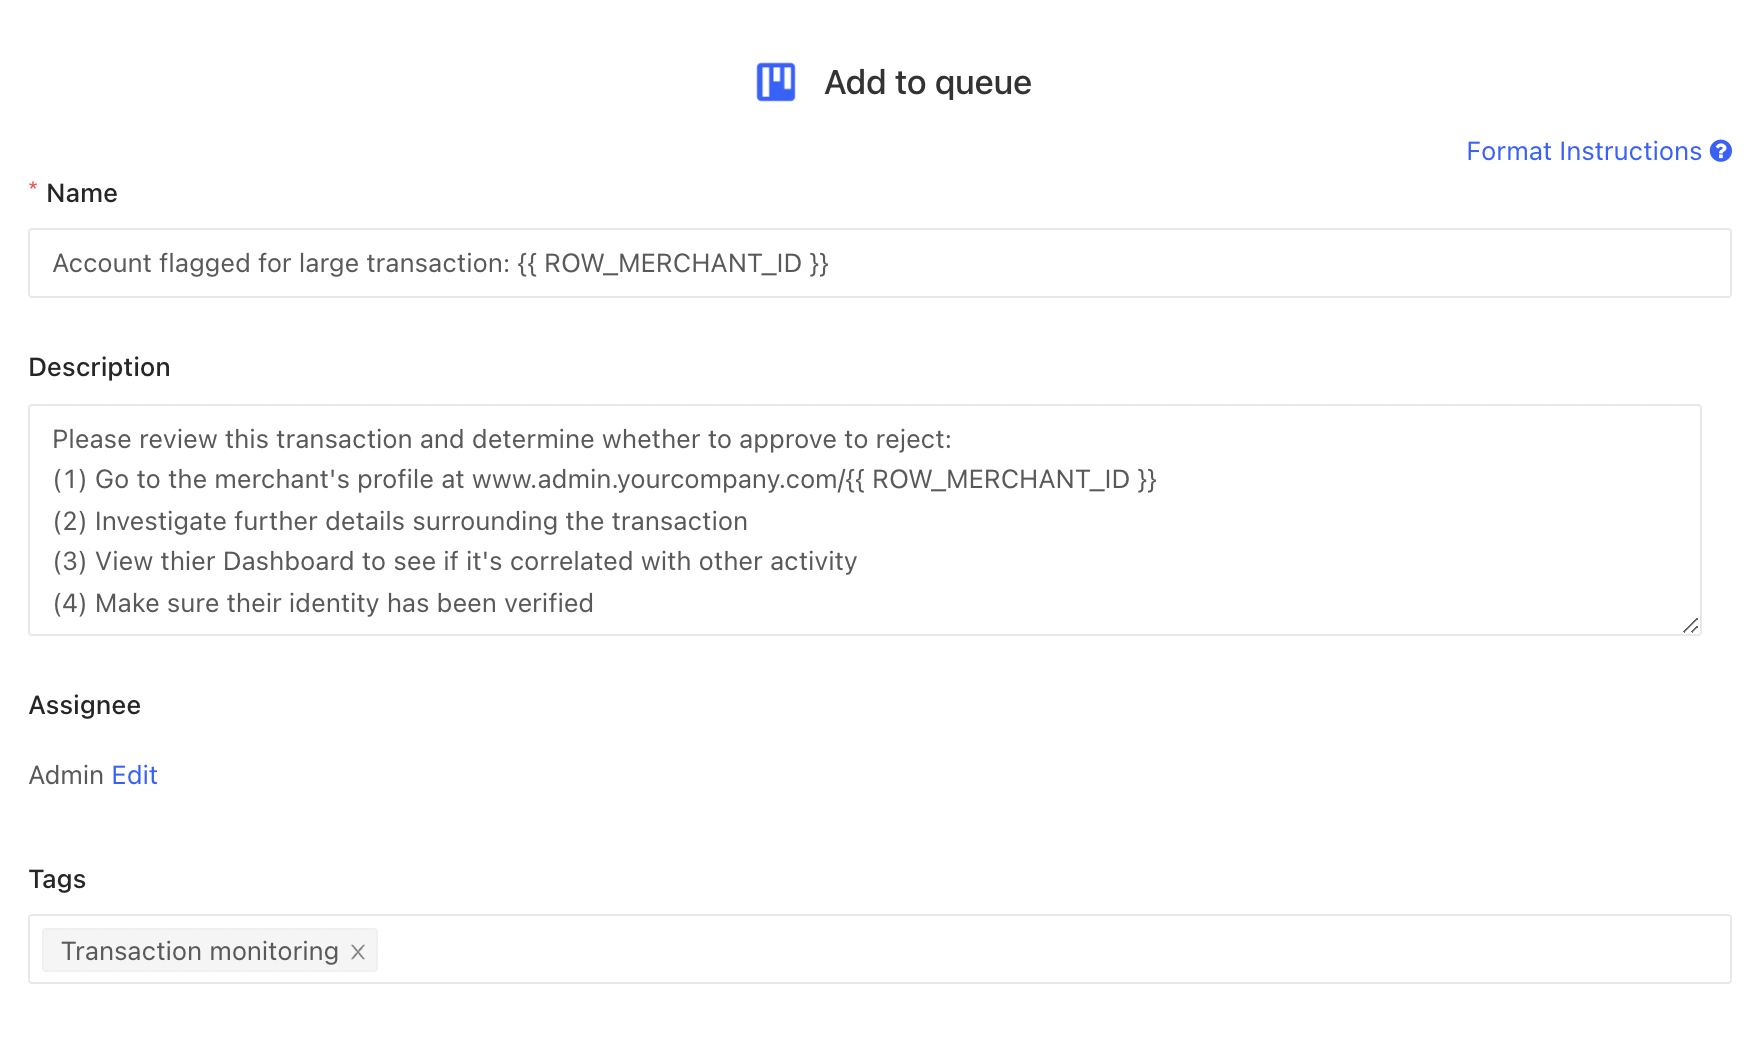 Add to queue
Format Instructions
* Name
Account flagged for large transaction: {{ ROW_MERCHANT_ID }}
Description
Please review this transaction and determine whether to approve to reject:
(1) Go to the merchant's profile at www.admin.yourcompany.com/{{ ROW_MERCHANT_ID }}
(2) Investigate further details surrounding the transaction
(3) View thier Dashboard to see if it's correlated with other activity
(4) Make sure their identity has been verified
Assignee
Admin Edit
Tags
Transaction monitoring